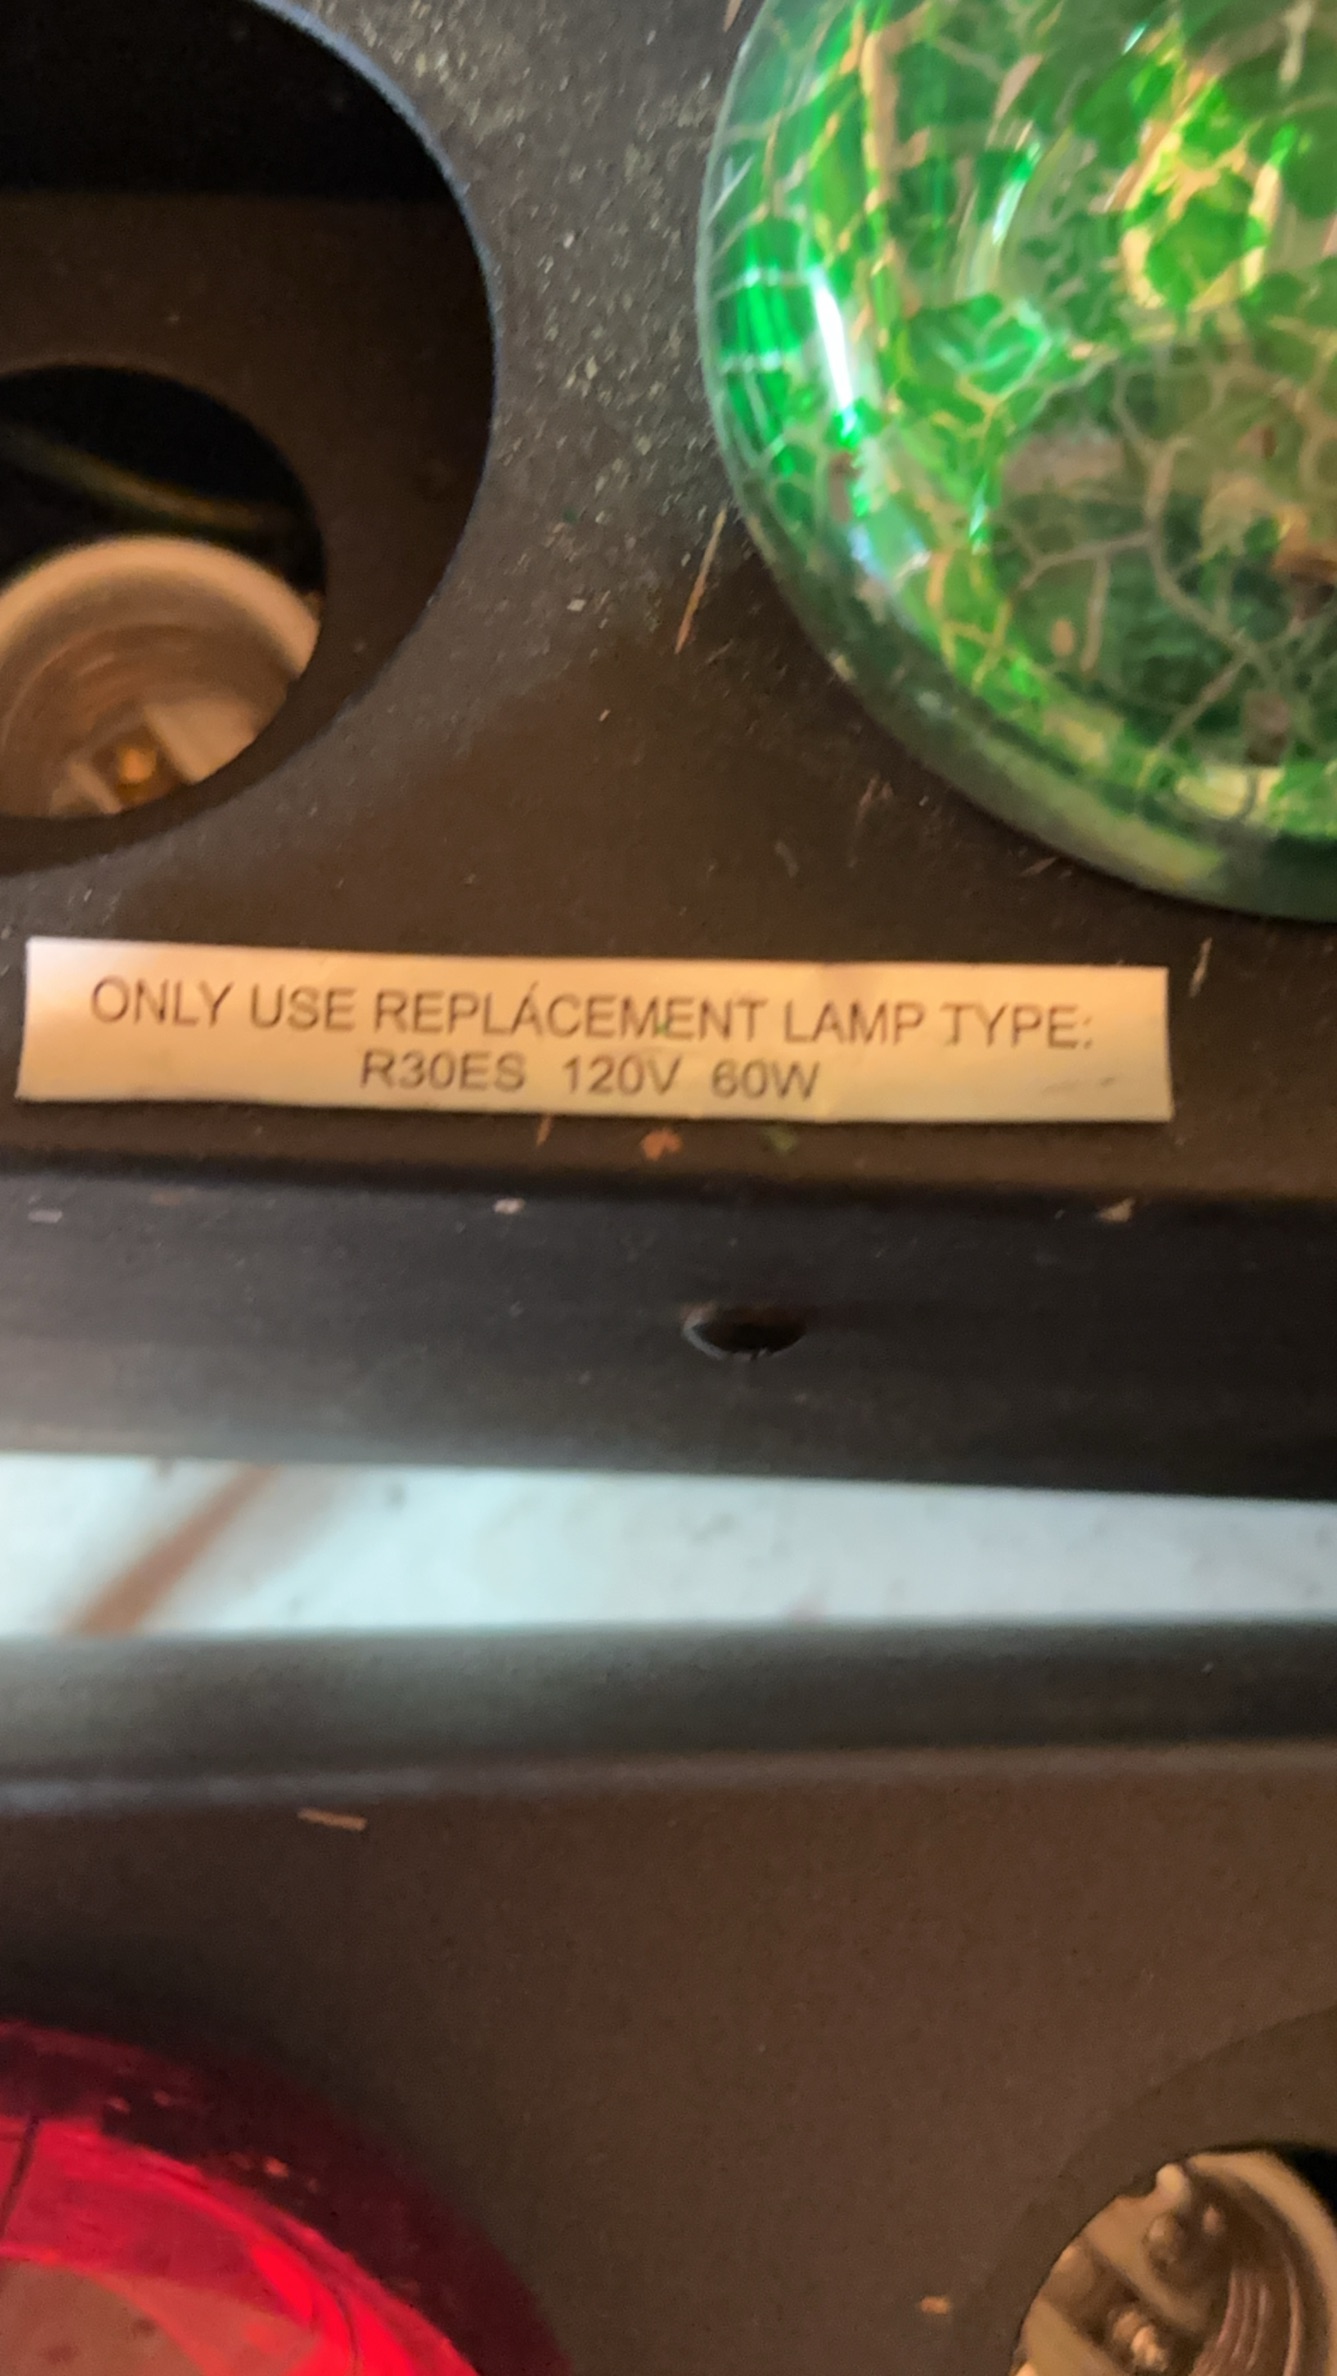 ONLY USE REPLACEMENT LAMP TYPE:
R30ES 120V 60W